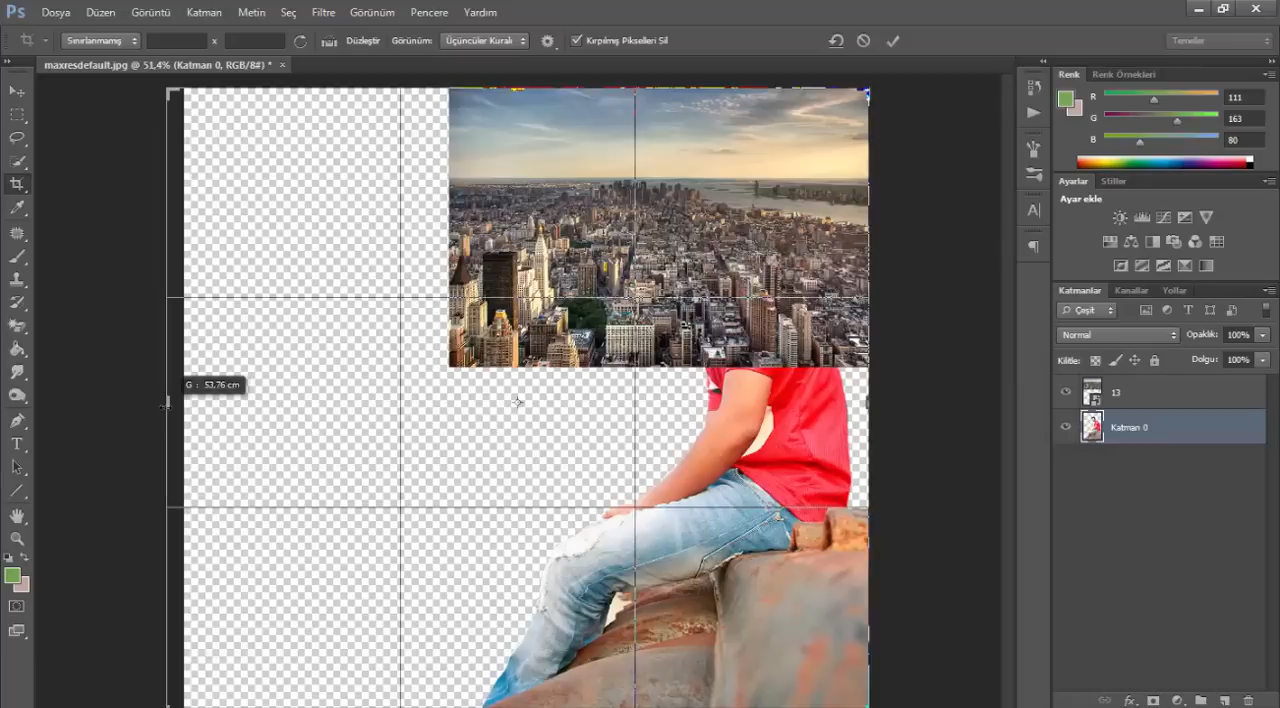 Ps Dosya Düzen Görüntü Katman Metin Seç Filtre Görünüm Pencere Yardım
Sınırlanmamış x Düzleştir Görünüm: Üçüncüler Kuralı Kırpılmış Pikselleri Sil Temeller
maxresdefault.jpg @ 51,4% (Katman 0, RGB/8#) * ×
Renk Renk Örnekleri
R 111
G 163
B 80
Ayarlar Stiller
Ayar ekle
Katmanlar Kanallar Yollar
Çeşit
Normal Opaklık: 100%
Kilitle: Dolgu: 100%
13
Katman 0
G : 53,76 cm